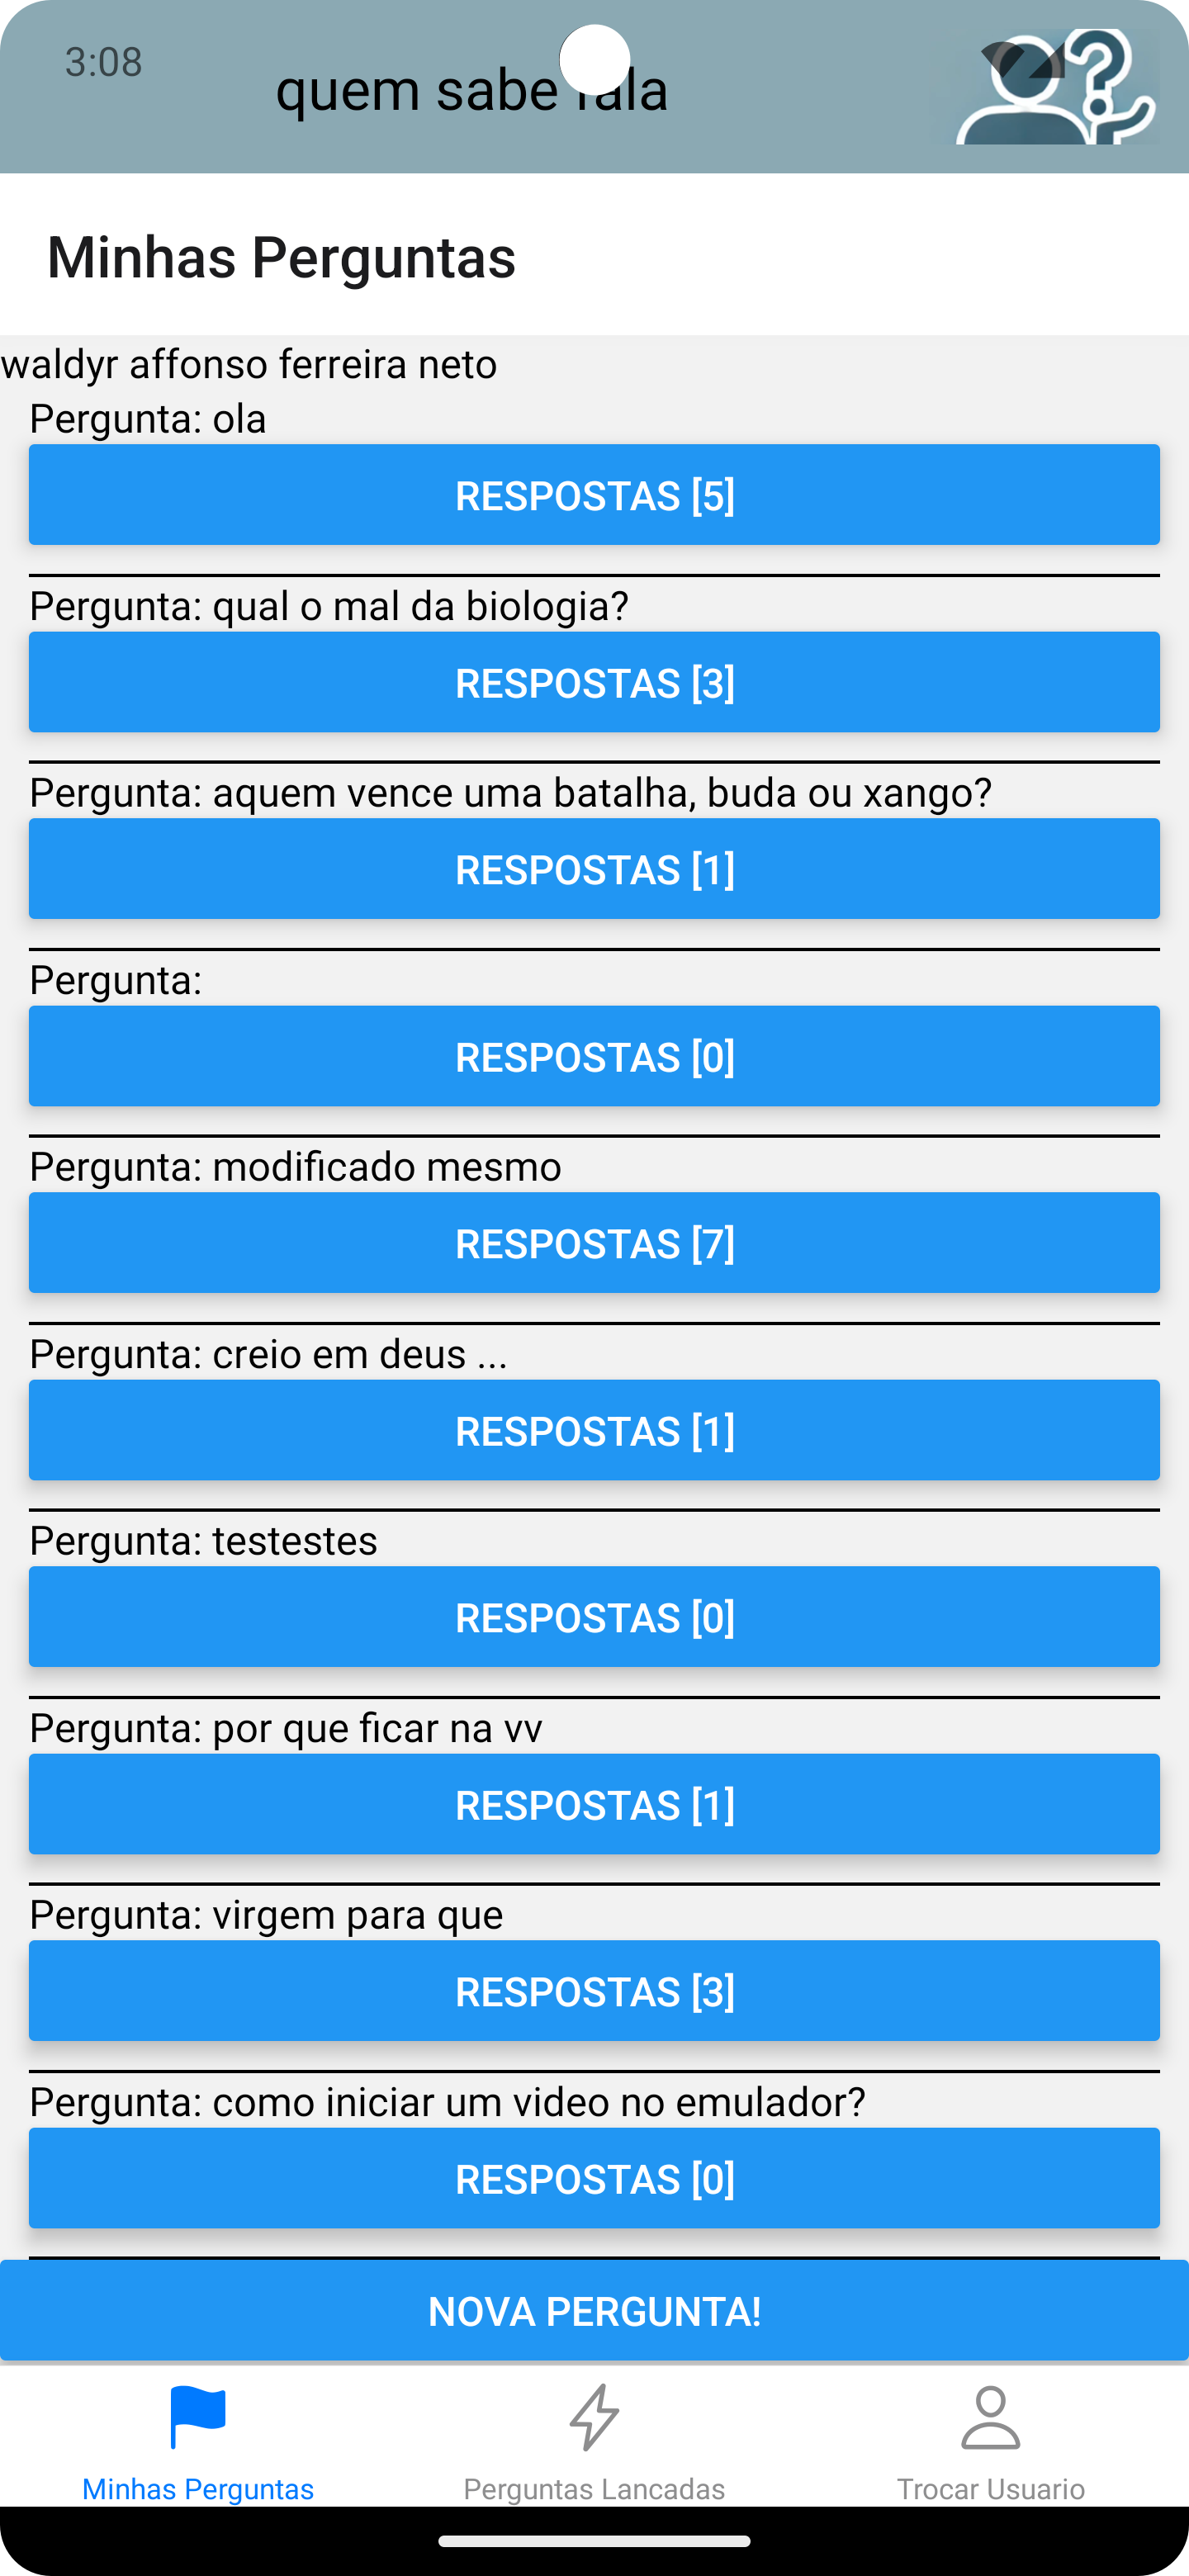 3:08
quem sabe fala
Minhas Perguntas
waldyr affonso ferreira neto
Pergunta: ola
RESPOSTAS [5]
Pergunta: qual o mal da biologia?
RESPOSTAS [3]
Pergunta: aquem vence uma batalha, buda ou xango?
RESPOSTAS [1]
Pergunta:
RESPOSTAS [0]
Pergunta: modificado mesmo
RESPOSTAS [7]
Pergunta: creio em deus ...
RESPOSTAS [1]
Pergunta: testestes
RESPOSTAS [0]
Pergunta: por que ficar na vv
RESPOSTAS [1]
Pergunta: virgem para que
RESPOSTAS [3]
Pergunta: como iniciar um video no emulador?
RESPOSTAS [0]
NOVA PERGUNTA!
Minhas Perguntas
Perguntas Lancadas
Trocar Usuario